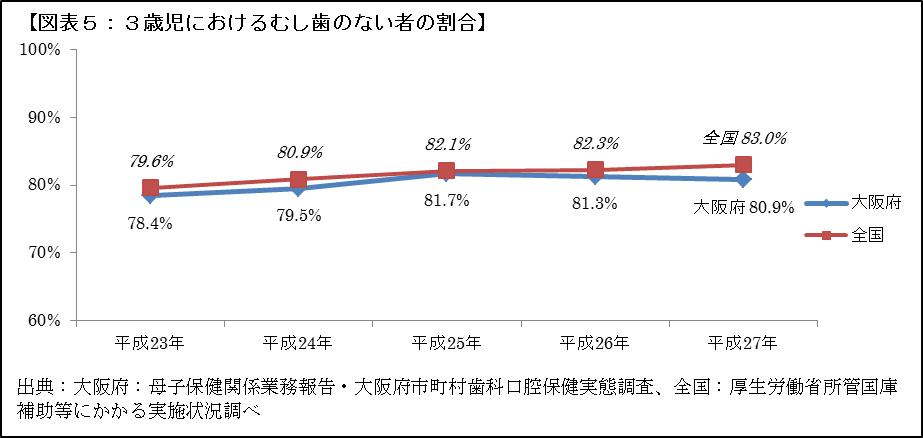 【図表５：３歳児におけるむし歯のない者の割合】
100%
90%
80%
70%
60%
79.6%
80.9%
82.1%
82.3%
全国 83.0%
78.4%
79.5%
81.7%
81.3%
大阪府 80.9%
大阪府
全国
平成23年
平成24年
平成25年
平成26年
平成27年
出典：大阪府：母子保健関係業務報告・大阪府市町村歯科口腔保健実態調査、全国：厚生労働省所管国庫
補助等にかかる実施状況調べ